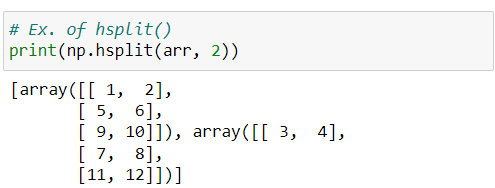 # Ex. of hsplit()
print(np.hsplit(arr, 2))
[array([[ 1,  2],
       [ 5,  6],
       [ 9, 10]]), array([[ 3,  4],
       [ 7,  8],
       [11, 12]])]